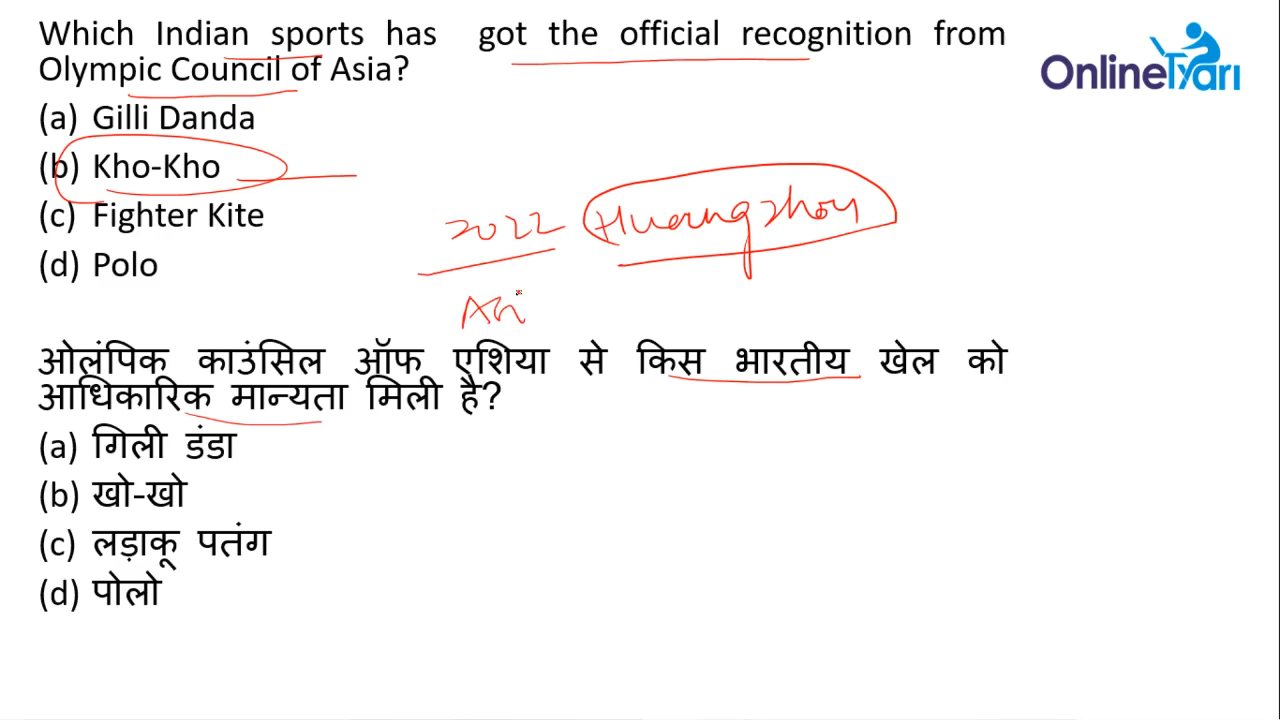 Which Indian sports has got the official recognition from
Olympic Council of Asia?
OnlineTyari
(a) Gilli Danda
(b) Kho-Kho
(c) Fighter Kite
(d) Polo
2022 Huangzhou
ओलंपिक काउंसिल ऑफ एशिया से किस भारतीय खेल को
आधिकारिक मान्यता मिली है?
(a) गिली डंडा
(b) खो-खो
(c) लड़ाकू पतंग
(d) पोलो